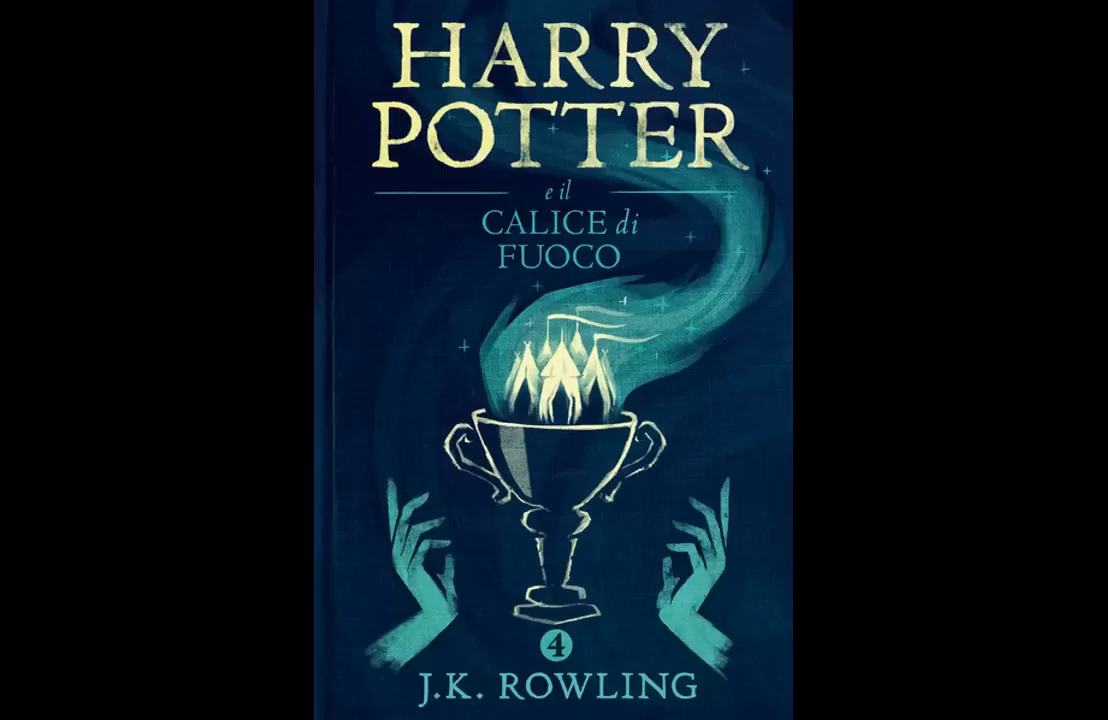 HARRY
POTTER
e il
CALICE di
FUOCO
4
J.K. ROWLING